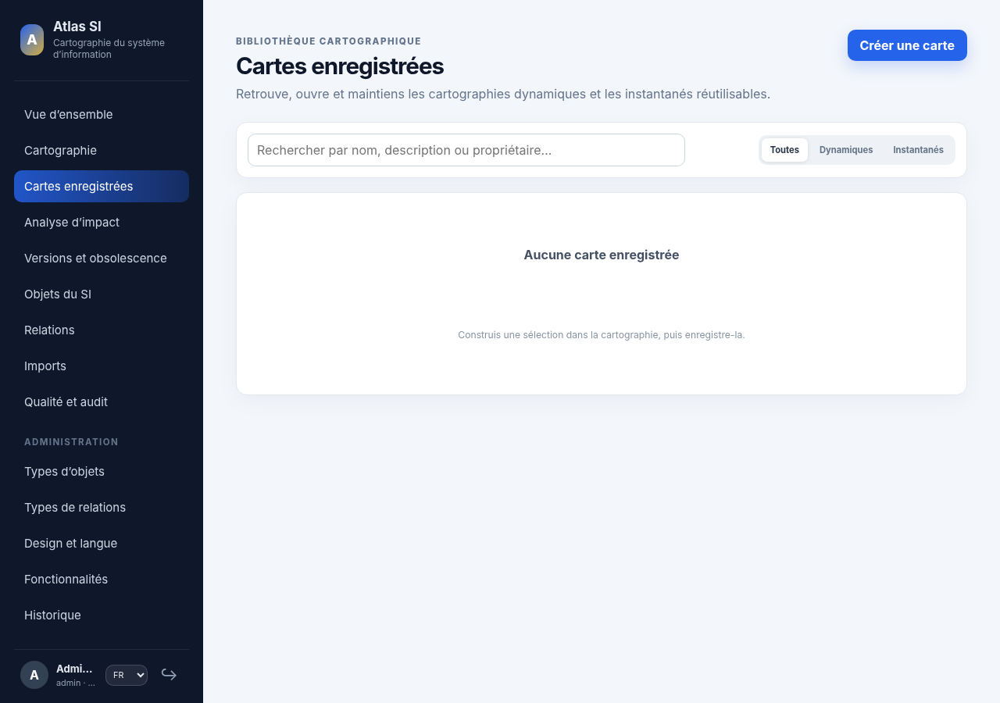 A
Atlas SI
Cartographie du système
d’information
Vue d’ensemble
Cartographie
Cartes enregistrées
Analyse d’impact
Versions et obsolescence
Objets du SI
Relations
Imports
Qualité et audit
ADMINISTRATION
Types d’objets
Types de relations
Design et langue
Fonctionnalités
Historique
A
Admi…
admin · …
FR
BIBLIOTHÈQUE CARTOGRAPHIQUE
Cartes enregistrées
Retrouve, ouvre et maintiens les cartographies dynamiques et les instantanés réutilisables.
Créer une carte
Rechercher par nom, description ou propriétaire…
Toutes
Dynamiques
Instantanés
Aucune carte enregistrée
Construis une sélection dans la cartographie, puis enregistre-la.